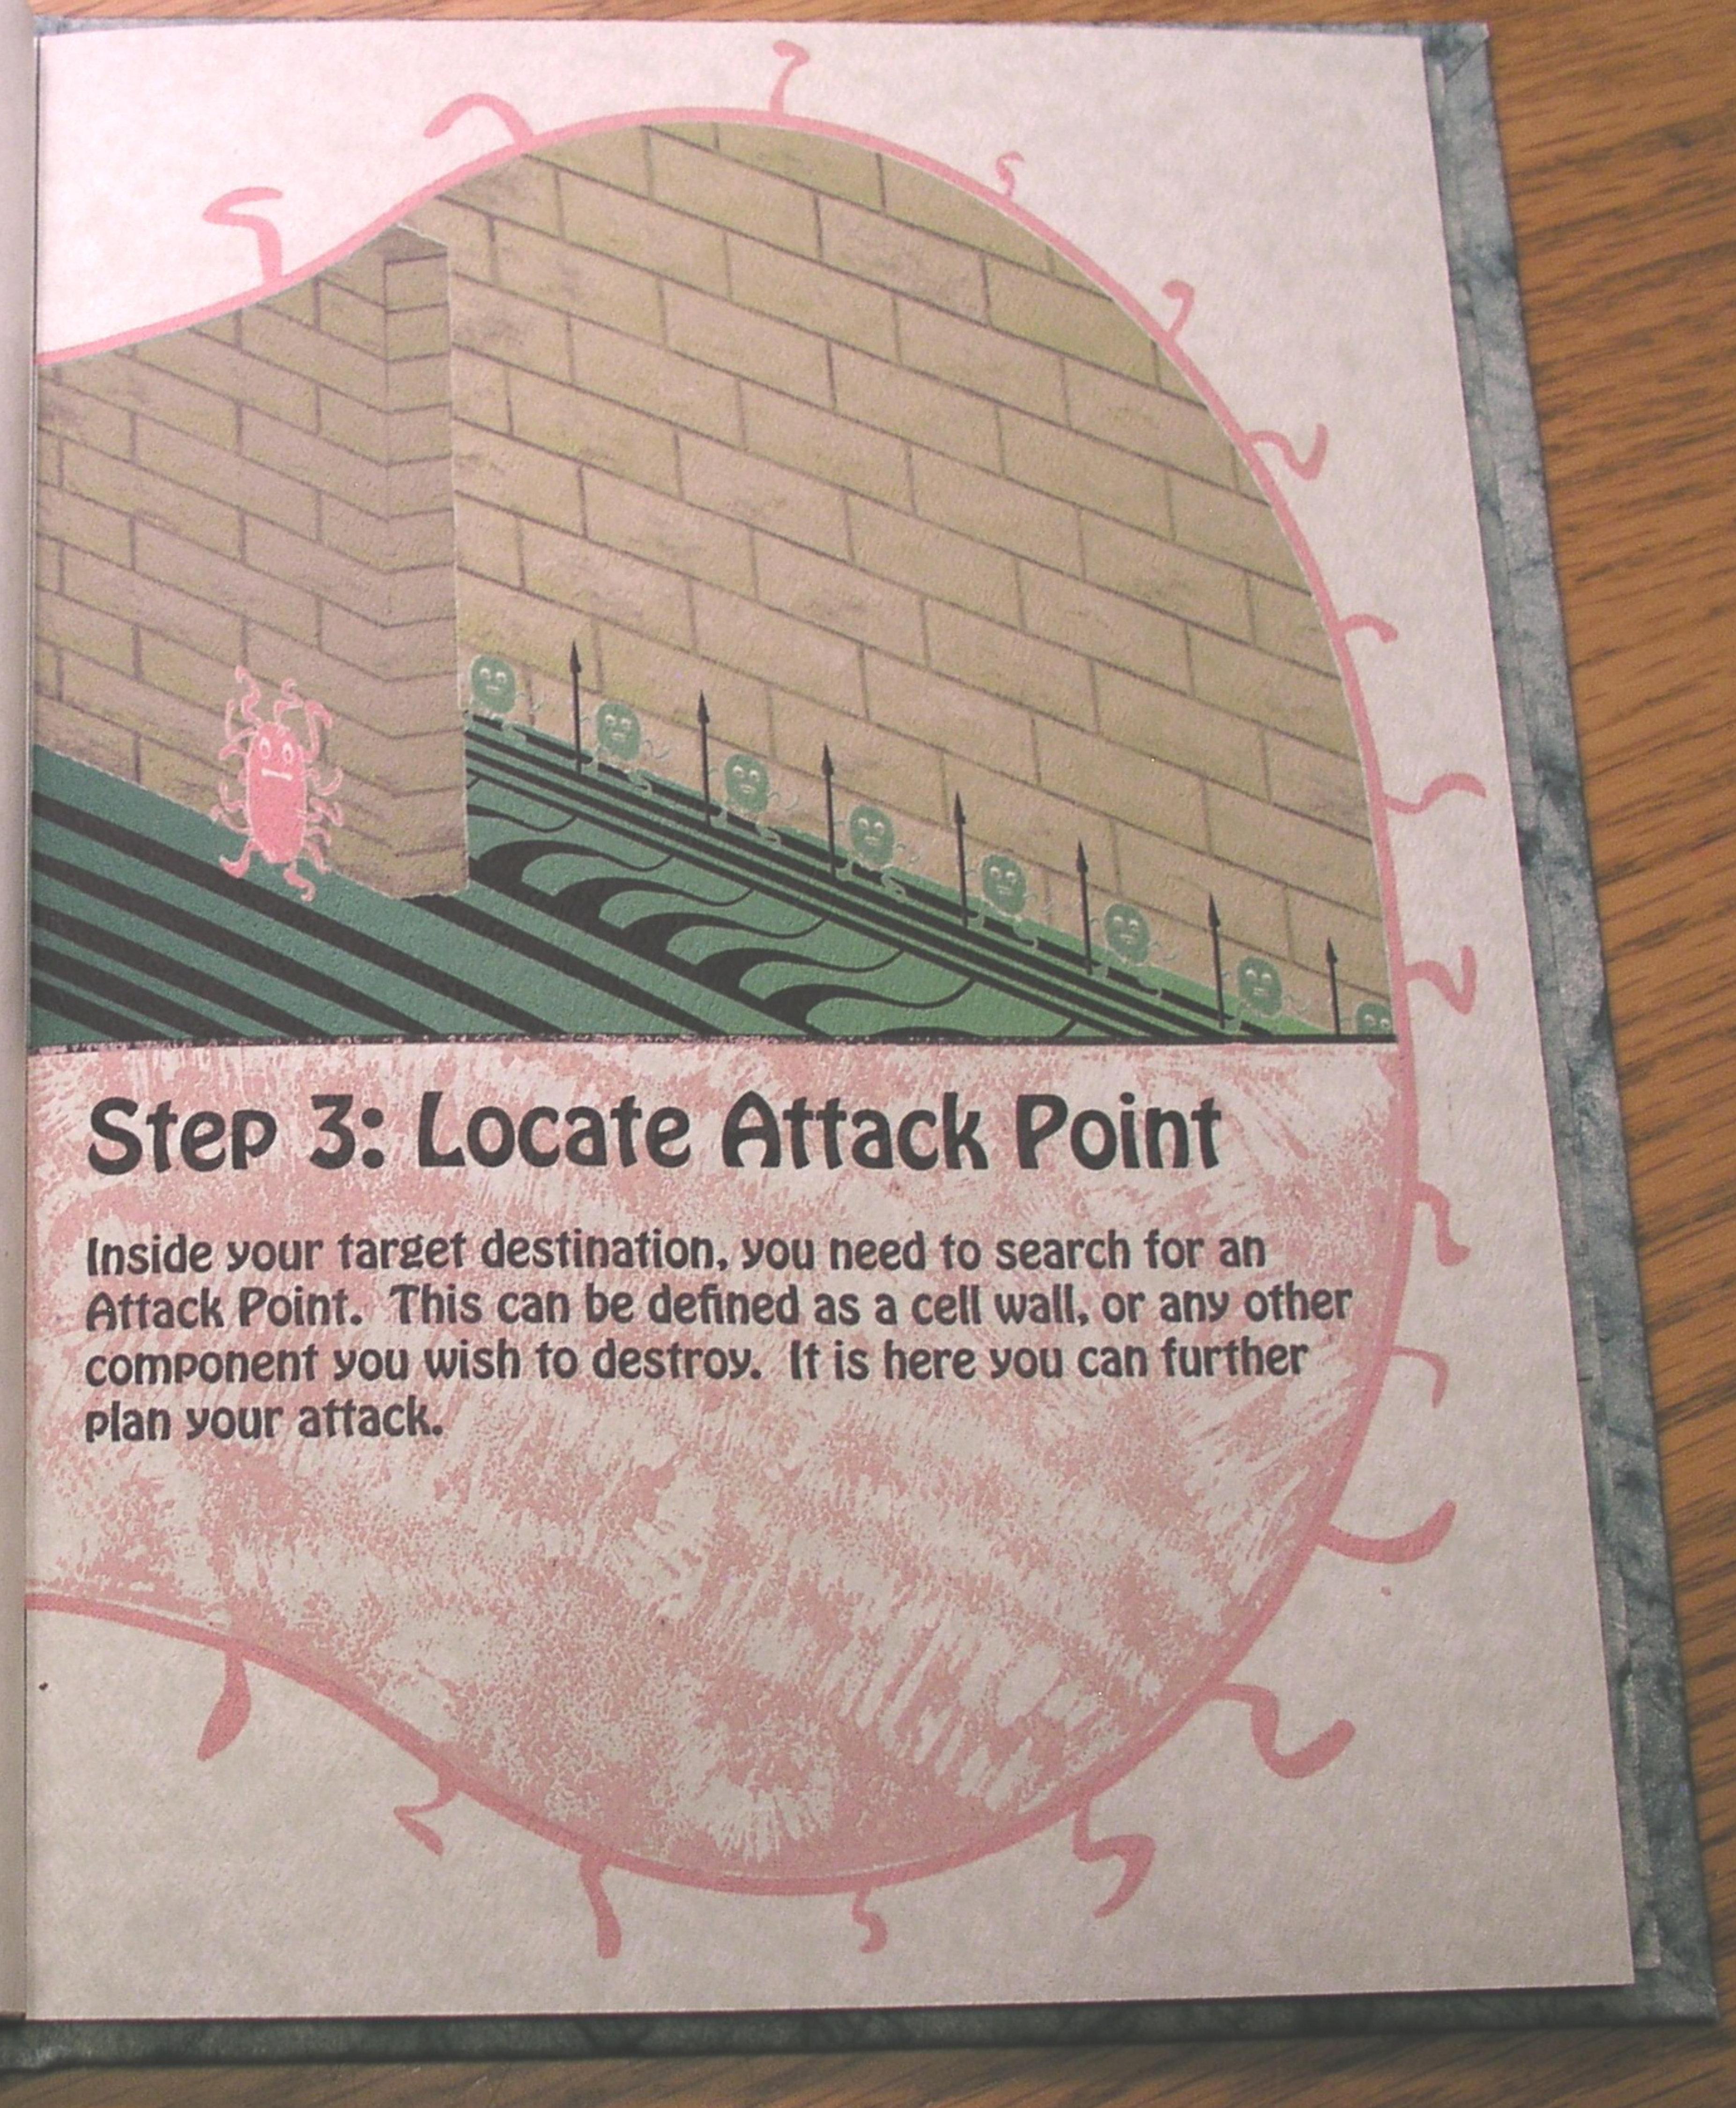 Step 3: Locate Attack Point
Inside your target destination, you need to search for an
Attack Point.  This can be defined as a cell wall, or any other
component you wish to destroy.  It is here you can further
plan your attack.